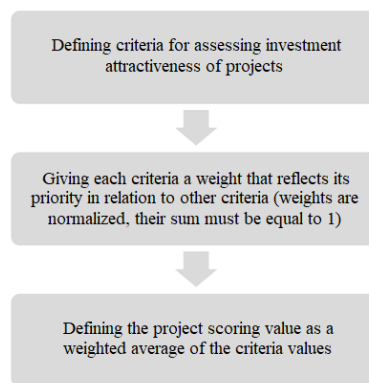 Defining criteria for assessing investment
attractiveness of projects
Giving each criteria a weight that reflects its
priority in relation to other criteria (weights are
normalized, their sum must be equal to 1)
Defining the project scoring value as a
weighted average of the criteria values